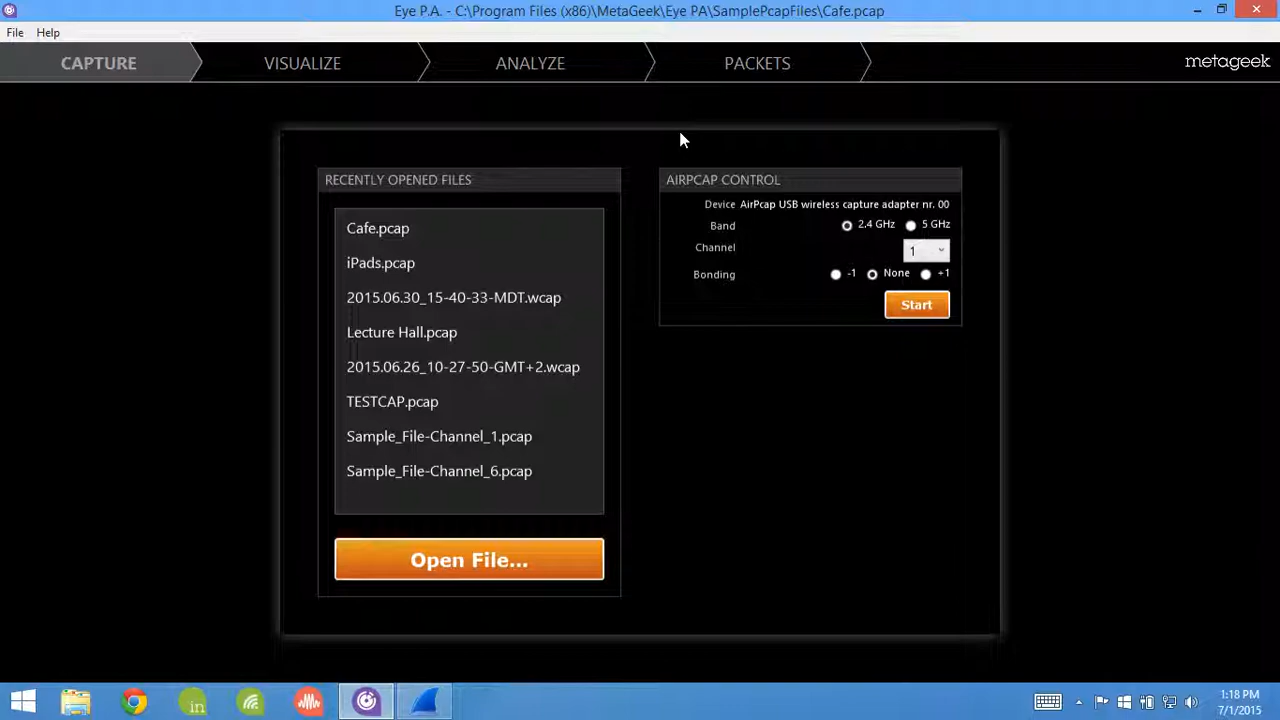 Eye P.A. - C:\Program Files (x86)\MetaGeek\Eye PA\SamplePcapFiles\Cafe.pcap
File Help
CAPTURE VISUALIZE ANALYZE PACKETS metageek
RECENTLY OPENED FILES
Cafe.pcap
iPads.pcap
2015.06.30_15-40-33-MDT.wcap
Lecture Hall.pcap
2015.06.26_10-27-50-GMT+2.wcap
TESTCAP.pcap
Sample_File-Channel_1.pcap
Sample_File-Channel_6.pcap
Open File...
AIRPCAP CONTROL
Device AirPcap USB wireless capture adapter nr. 00
Band 2.4 GHz 5 GHz
Channel 1
Bonding -1 None +1
Start
in
1:18 PM
7/1/2015